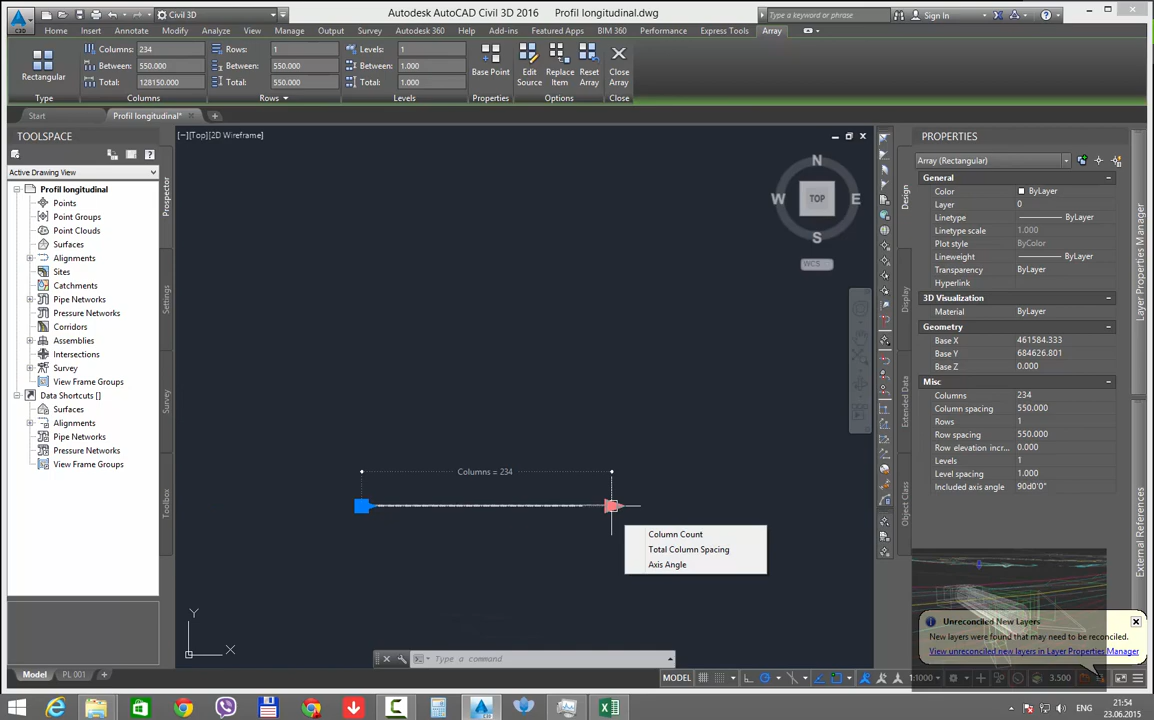 Civil 3D
Autodesk AutoCAD Civil 3D 2016 Profil longitudinal.dwg
Type a keyword or phrase
Sign In
Home Insert Annotate Modify Analyze View Manage Output Survey Autodesk 360 Help Add-ins Featured Apps BIM 360 Performance Express Tools Array
C3D
Columns: 234 Rows: 1 Levels: 1
Between: 550.000 Between: 550.000 Between: 1.000
Total: 128150.000 Total: 550.000 Total: 1.000
Rectangular
Base Point
Edit Source
Replace Item
Reset Array
Close Array
Type Columns Rows Levels Properties Options Close
Start Profil longitudinal*
TOOLSPACE
Active Drawing View
Profil longitudinal
Points
Point Groups
Point Clouds
Surfaces
Alignments
Sites
Catchments
Pipe Networks
Pressure Networks
Corridors
Assemblies
Intersections
Survey
View Frame Groups
Data Shortcuts []
Surfaces
Alignments
Pipe Networks
Pressure Networks
View Frame Groups
Prospector
Settings
Survey
Toolbox
[−][Top][2D Wireframe]
N
W TOP E
S
WCS
Columns = 234
Column Count
Total Column Spacing
Axis Angle
Y
X
Type a command
PROPERTIES
Array (Rectangular)
General
Color ByLayer
Layer 0
Linetype ByLayer
Linetype scale 1.000
Plot style ByColor
Lineweight ByLayer
Transparency ByLayer
Hyperlink
3D Visualization
Material ByLayer
Geometry
Base X 461584.333
Base Y 684626.801
Base Z 0.000
Misc
Columns 234
Column spacing 550.000
Rows 1
Row spacing 550.000
Row elevation incre... 0.000
Levels 1
Level spacing 1.000
Included axis angle 90d0'0"
Design
Display
Extended Data
Object Class
Layer Properties Manager
External References
Unreconciled New Layers
New layers were found that may need to be reconciled.
View unreconciled new layers in Layer Properties Manager
Model PL 001
MODEL
1:1000
3.500
ENG
21:54
23.06.2015